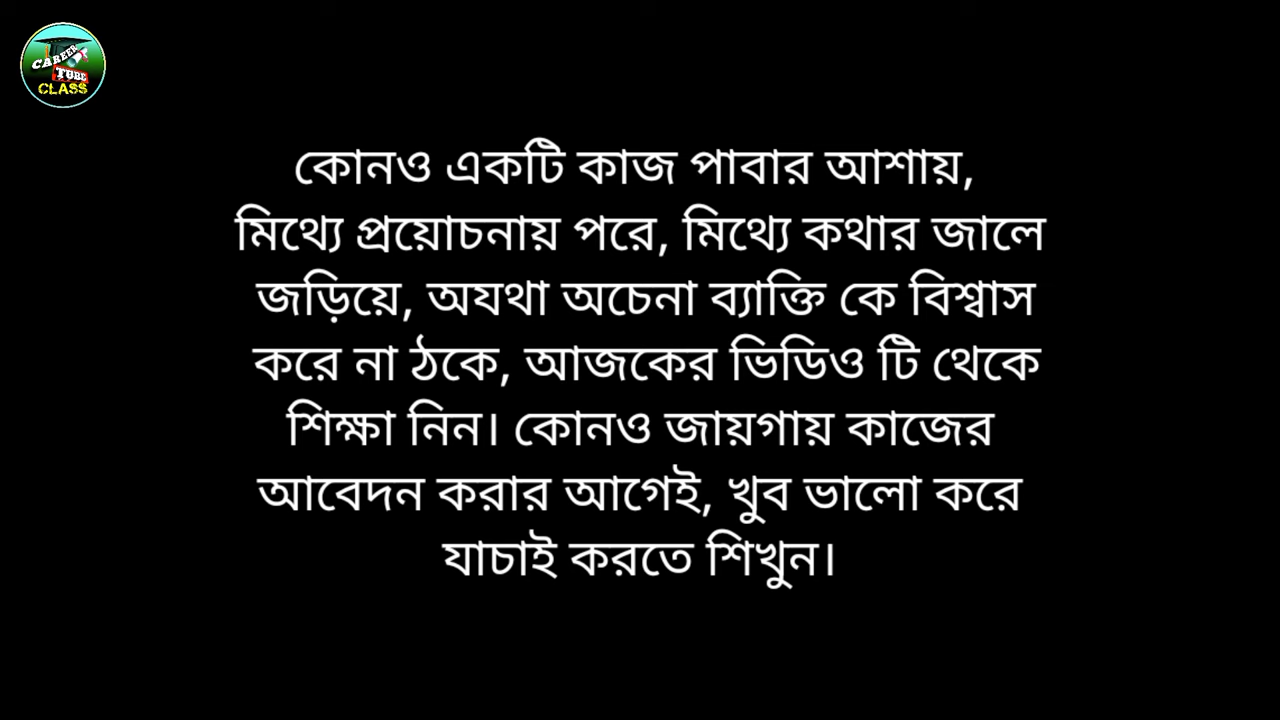 CAREER
TUBE
CLASS
কোনও একটি কাজ পাবার আশায়,
মিথ্যে প্রয়োচনায় পরে, মিথ্যে কথার জালে
জড়িয়ে, অযথা অচেনা ব্যাক্তি কে বিশ্বাস
করে না ঠকে, আজকের ভিডিও টি থেকে
শিক্ষা নিন। কোনও জায়গায় কাজের
আবেদন করার আগেই, খুব ভালো করে
যাচাই করতে শিখুন।